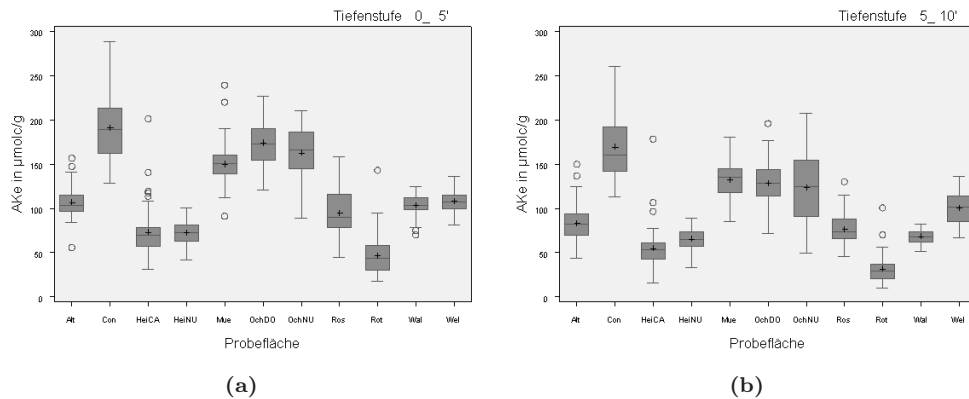 Tiefenstufe 0_ 5'
AKe in µmolc/g
300
250
200
150
100
50
0
Alt Con HeiCA HeiNU Mue OchDO OchNU Ros Rot Wal Wel
Probefläche
(a)
Tiefenstufe 5_ 10'
AKe in µmolc/g
300
250
200
150
100
50
0
Alt Con HeiCA HeiNU Mue OchDO OchNU Ros Rot Wal Wel
Probefläche
(b)